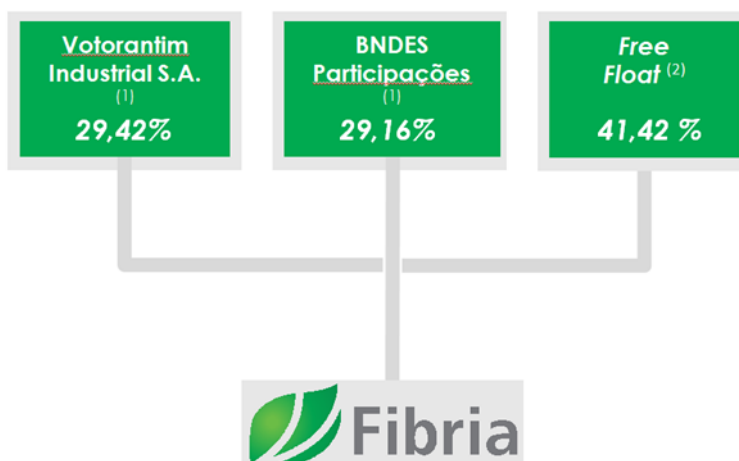 Votorantim
Industrial S.A.
(1)
29,42%
BNDES
Participações
(1)
29,16%
Free
Float (2)
41,42 %
Fibria